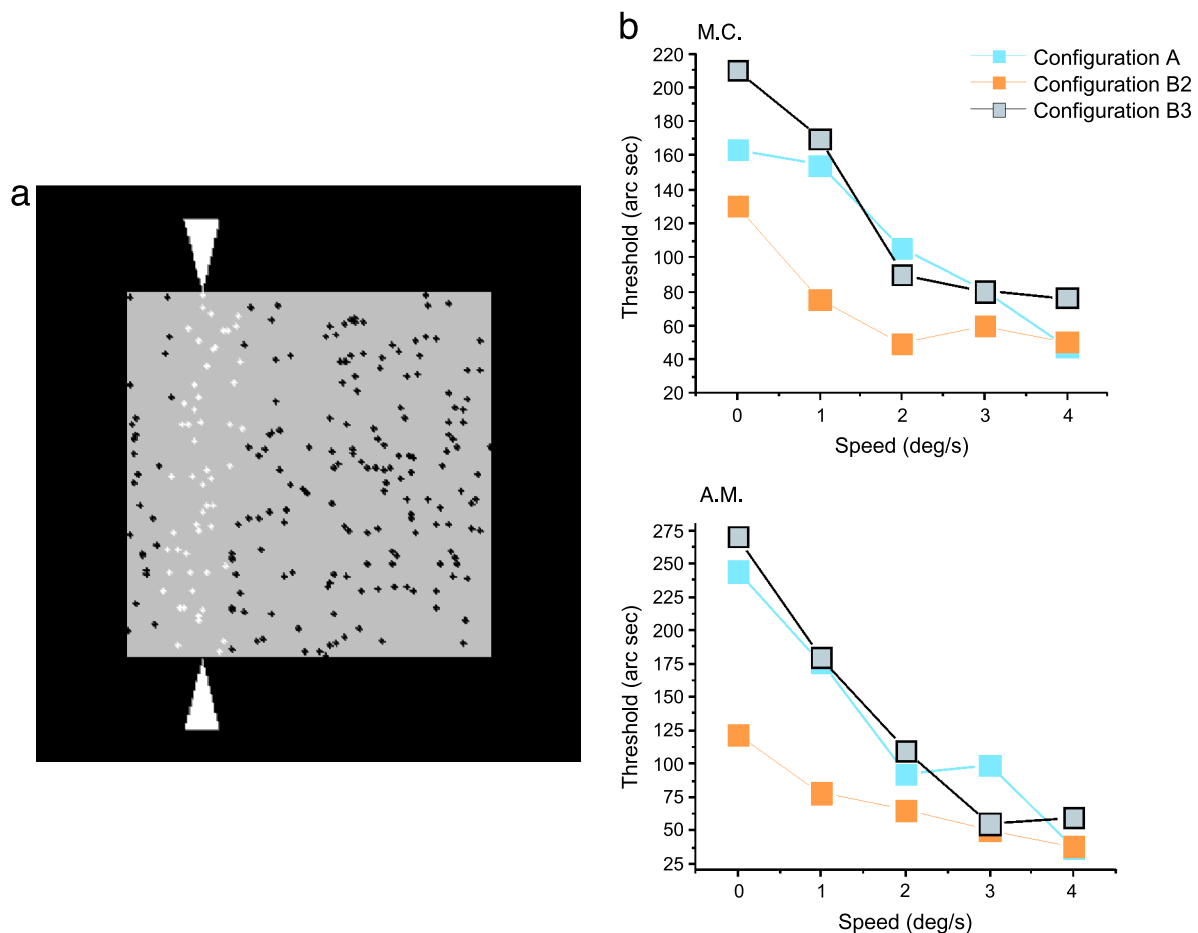 a
b
M.C.
Configuration A
Configuration B2
Configuration B3
Threshold (arc sec)
220
200
180
160
140
120
100
80
60
40
20
0 1 2 3 4
Speed (deg/s)
A.M.
Threshold (arc sec)
275
250
225
200
175
150
125
100
75
50
25
0 1 2 3 4
Speed (deg/s)